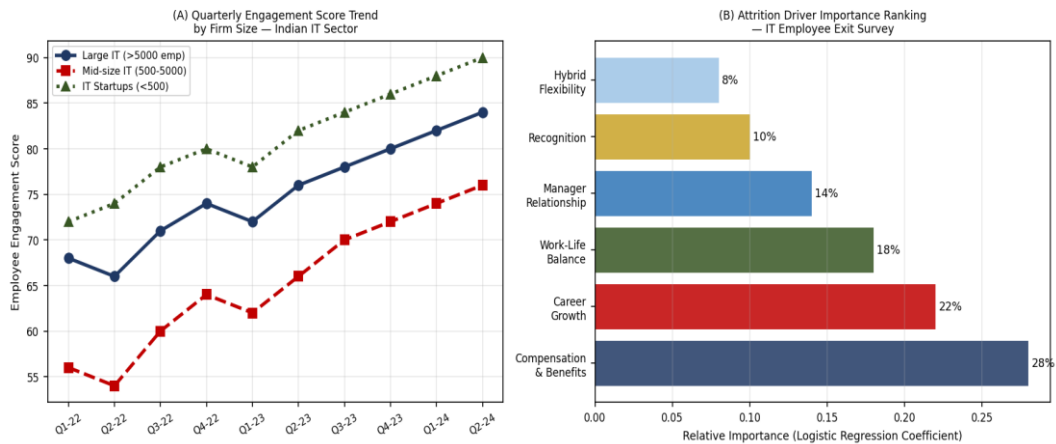 (A) Quarterly Engagement Score Trend
by Firm Size — Indian IT Sector
Employee Engagement Score
90
85
80
75
70
65
60
55
Large IT (>5000 emp)
Mid-size IT (500-5000)
IT Startups (<500)
Q1-22
Q2-22
Q3-22
Q4-22
Q1-23
Q2-23
Q3-23
Q4-23
Q1-24
Q2-24
(B) Attrition Driver Importance Ranking
— IT Employee Exit Survey
Hybrid
Flexibility
8%
Recognition
10%
Manager
Relationship
14%
Work-Life
Balance
18%
Career
Growth
22%
Compensation
& Benefits
28%
0.00
0.05
0.10
0.15
0.20
0.25
Relative Importance (Logistic Regression Coefficient)